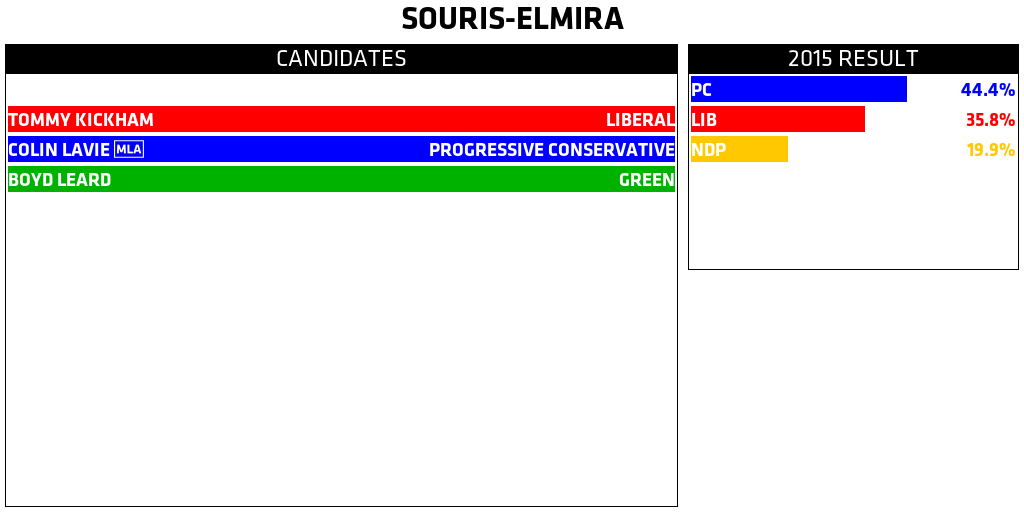 SOURIS-ELMIRA
CANDIDATES
TOMMY KICKHAM LIBERAL
COLIN LAVIE MLA PROGRESSIVE CONSERVATIVE
BOYD LEARD GREEN
2015 RESULT
PC 44.4%
LIB 35.8%
NDP 19.9%